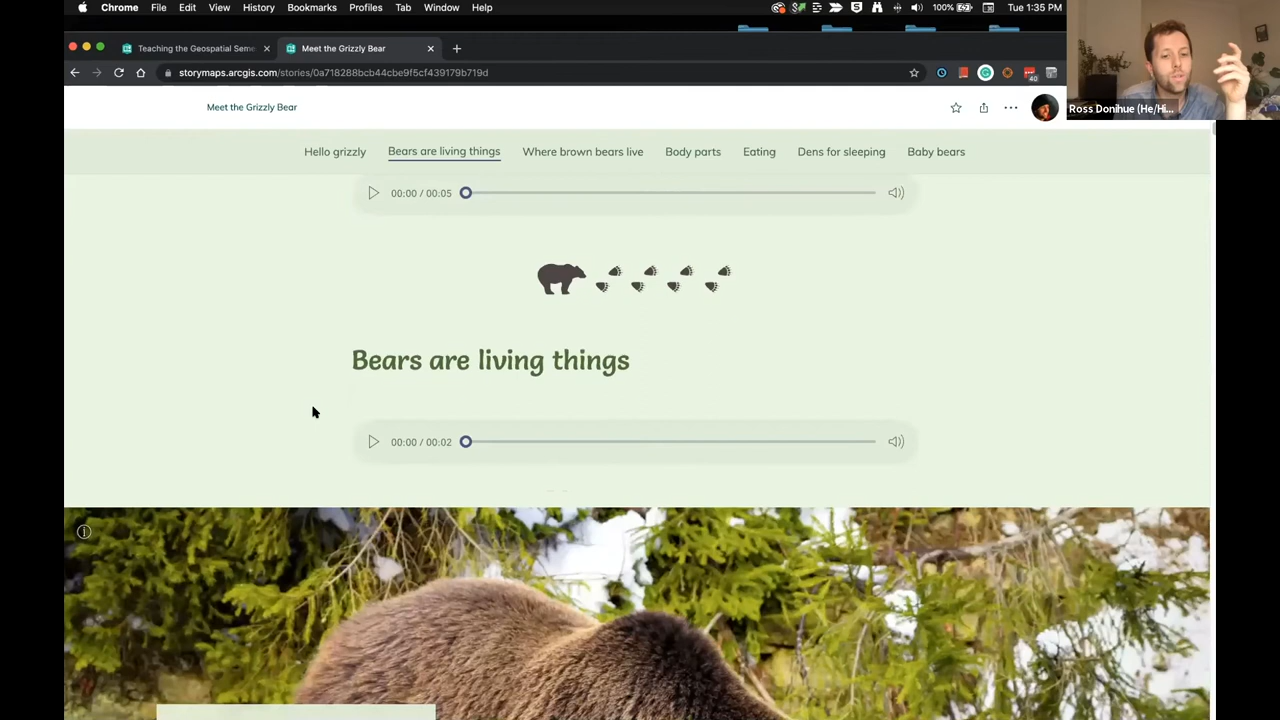 Chrome File Edit View History Bookmarks Profiles Tab Window Help 100% Tue 1:35 PM
Teaching the Geospatial Seme
Meet the Grizzly Bear
storymaps.arcgis.com/stories/0a718288bcb44cbe9f5cf439179b719d
40
Ross Donihue (He/Hi...
Meet the Grizzly Bear
Hello grizzly Bears are living things Where brown bears live Body parts Eating Dens for sleeping Baby bears
00:00 / 00:05
Bears are living things
00:00 / 00:02